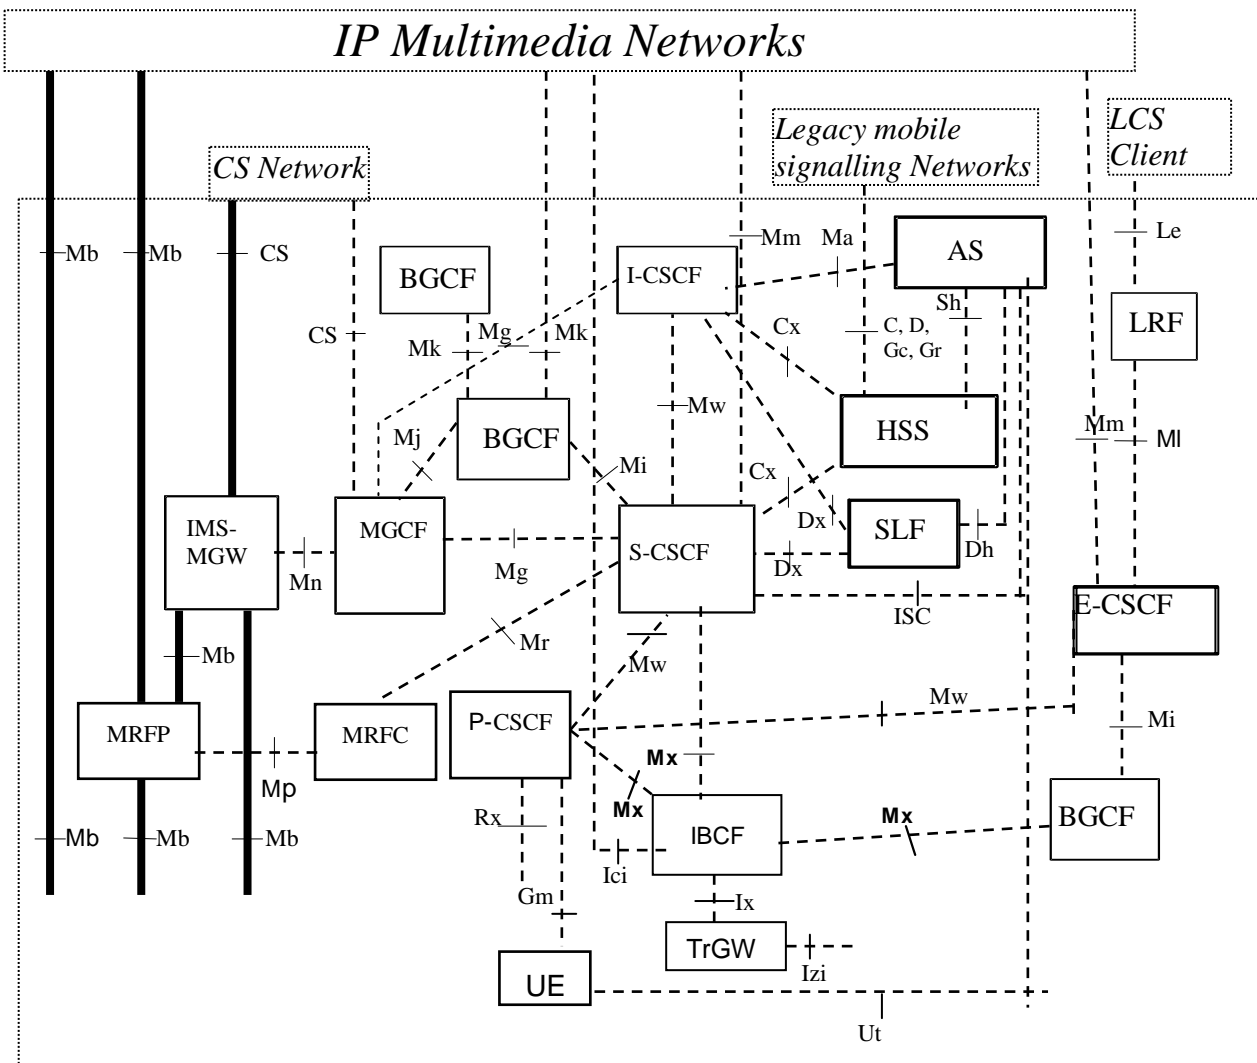 IP Multimedia Networks
Legacy mobile
signalling Networks
LCS
Client
CS Network
Mb
Mb
CS
Mm
Ma
AS
Le
BGCF
I-CSCF
Sh
LRF
CS
Mk
Mg
Mk
Cx
C, D,
Gc, Gr
Mw
Mj
BGCF
Mi
HSS
Mm
Ml
Cx
IMS-
MGW
MGCF
S-CSCF
Dx
SLF
Mn
Mg
Dx
Dh
ISC
E-CSCF
Mb
Mr
Mw
Mw
Mi
MRFP
MRFC
P-CSCF
Mx
Mp
Mx
Mx
Rx
BGCF
Mb
Mb
Mb
IBCF
Ici
Gm
Ix
TrGW
Izi
UE
Ut